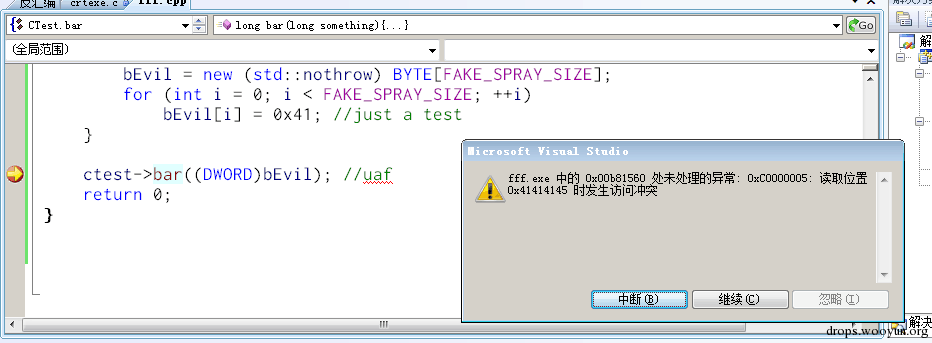 反汇编 crtexe.c fff.cpp
CTest.bar long bar(long something){...} Go
(全局范围)
bEvil = new (std::nothrow) BYTE[FAKE_SPRAY_SIZE];
for (int i = 0; i < FAKE_SPRAY_SIZE; ++i)
bEvil[i] = 0x41; //just a test
}
ctest->bar((DWORD)bEvil); //uaf
return 0;
}
Microsoft Visual Studio
fff.exe 中的 0x00b81560 处未处理的异常: 0xC0000005: 读取位置
0x41414145 时发生访问冲突
中断(B) 继续(C) 忽略(I)
drops.wooyun.org